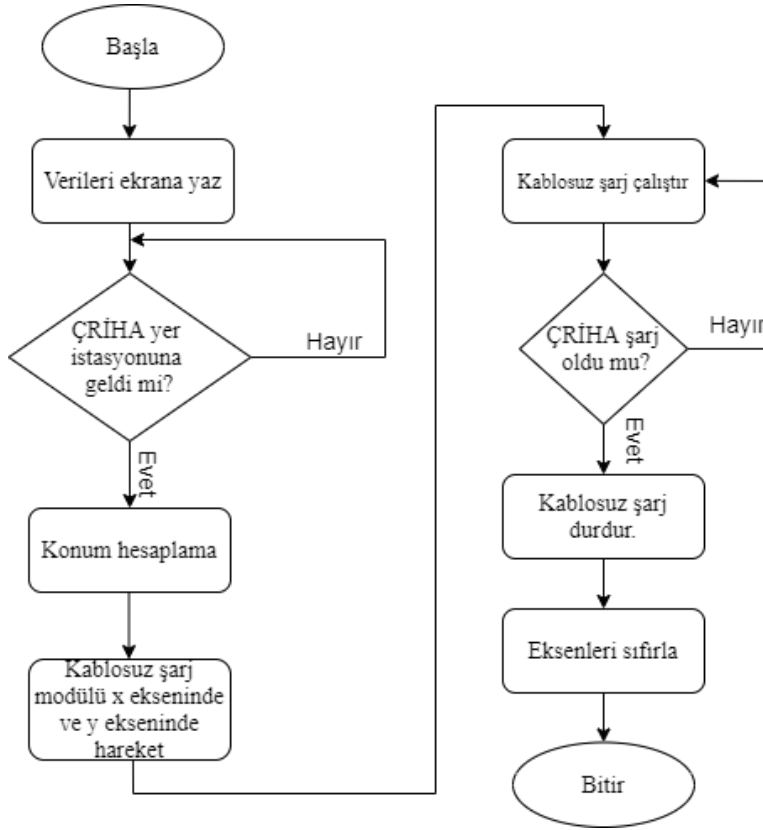 Başla
Verileri ekrana yaz
ÇRİHA yer
istasyonuna
geldi mi?
Hayır
Evet
Konum hesaplama
Kablosuz şarj
modülü x ekseninde
ve y ekseninde
hareket
Kablosuz şarj çalıştır
ÇRİHA şarj
oldu mu?
Hayır
Evet
Kablosuz şarj
durdur.
Eksenleri sıfırla
Bitir